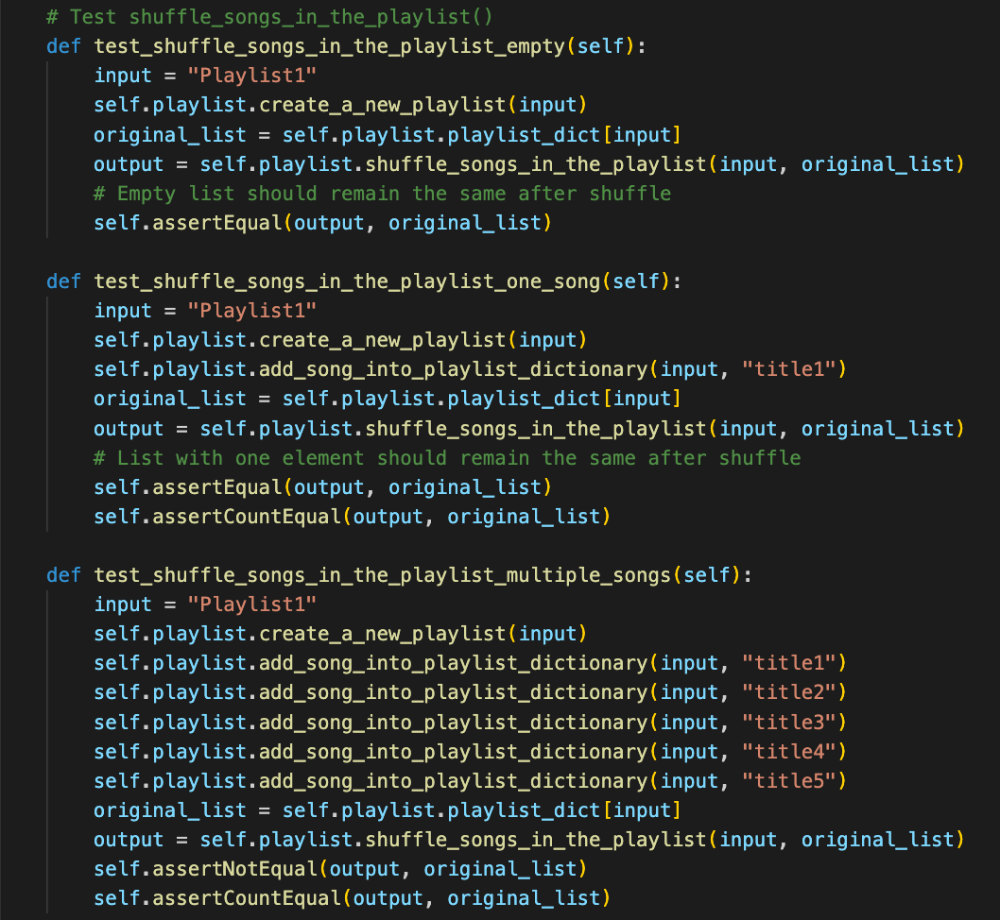 # Test shuffle_songs_in_the_playlist()
def test_shuffle_songs_in_the_playlist_empty(self):
    input = "Playlist1"
    self.playlist.create_a_new_playlist(input)
    original_list = self.playlist.playlist_dict[input]
    output = self.playlist.shuffle_songs_in_the_playlist(input, original_list)
    # Empty list should remain the same after shuffle
    self.assertEqual(output, original_list)

def test_shuffle_songs_in_the_playlist_one_song(self):
    input = "Playlist1"
    self.playlist.create_a_new_playlist(input)
    self.playlist.add_song_into_playlist_dictionary(input, "title1")
    original_list = self.playlist.playlist_dict[input]
    output = self.playlist.shuffle_songs_in_the_playlist(input, original_list)
    # List with one element should remain the same after shuffle
    self.assertEqual(output, original_list)
    self.assertCountEqual(output, original_list)

def test_shuffle_songs_in_the_playlist_multiple_songs(self):
    input = "Playlist1"
    self.playlist.create_a_new_playlist(input)
    self.playlist.add_song_into_playlist_dictionary(input, "title1")
    self.playlist.add_song_into_playlist_dictionary(input, "title2")
    self.playlist.add_song_into_playlist_dictionary(input, "title3")
    self.playlist.add_song_into_playlist_dictionary(input, "title4")
    self.playlist.add_song_into_playlist_dictionary(input, "title5")
    original_list = self.playlist.playlist_dict[input]
    output = self.playlist.shuffle_songs_in_the_playlist(input, original_list)
    self.assertNotEqual(output, original_list)
    self.assertCountEqual(output, original_list)